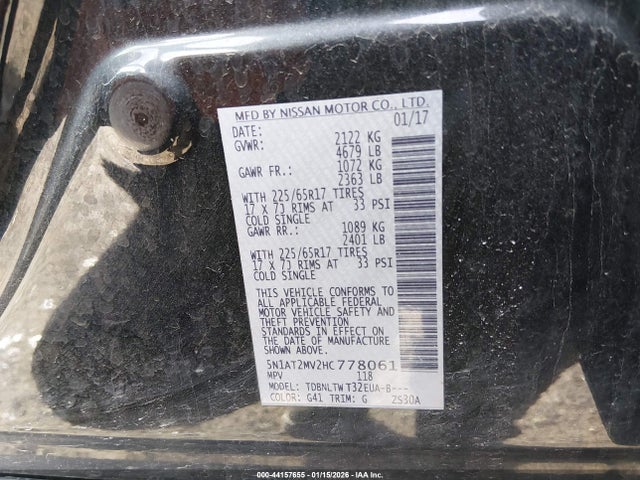 MFD BY NISSAN MOTOR CO., LTD.
DATE: 01/17
GVWR: 2122 KG
4679 LB
GAWR FR.: 1072 KG
2363 LB
WITH 225/65R17 TIRES
17 X 7J RIMS AT 33 PSI
COLD SINGLE
GAWR RR.: 1089 KG
2401 LB
WITH 225/65R17 TIRES
17 X 7J RIMS AT 33 PSI
COLD SINGLE
THIS VEHICLE CONFORMS TO
ALL APPLICABLE FEDERAL
MOTOR VEHICLE SAFETY AND
THEFT PREVENTION
STANDARDS IN EFFECT ON THE
DATE OF MANUFACTURE SHOWN
ABOVE.
5N1AT2MV2HC778061
MPV 118
MODEL: TDBNLTW T32EUA-B---
COLOR: G41 TRIM: G ZS30A
000-44157655 - 01/15/2026 - IAA Inc.